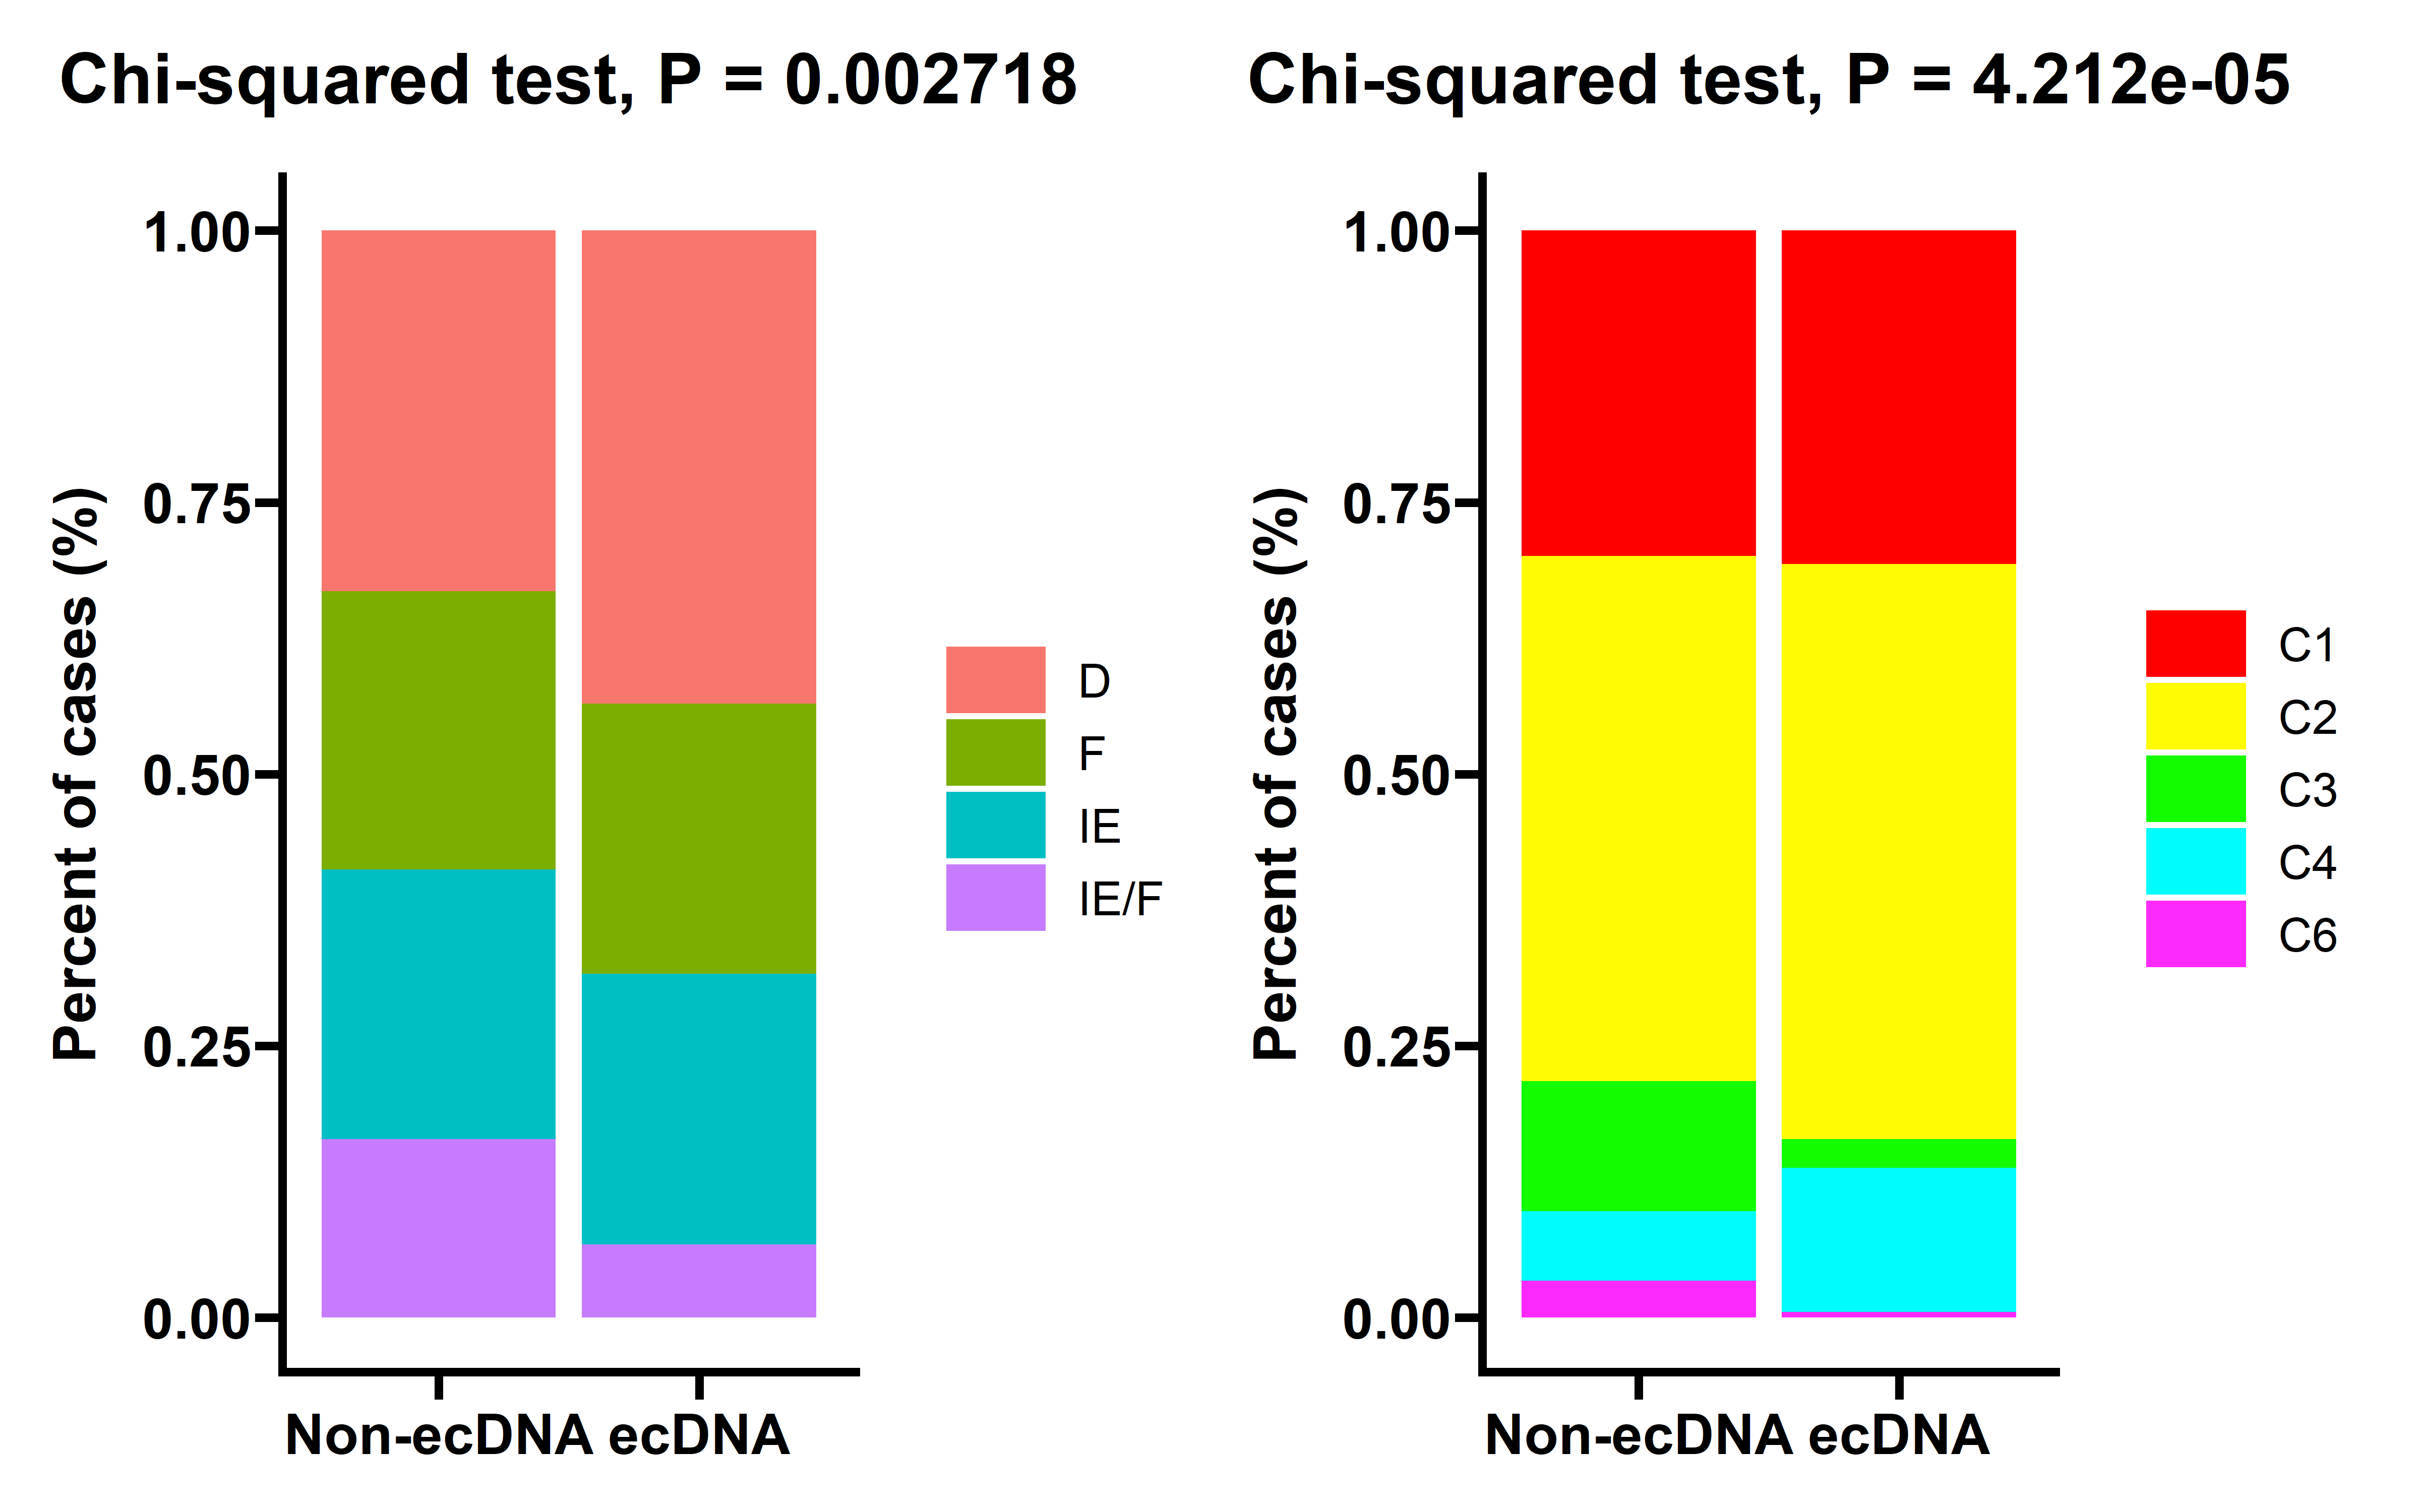 Chi-squared test, P = 0.002718
Percent of cases (%)
1.00
0.75
0.50
0.25
0.00
Non-ecDNA ecDNA
D
F
IE
IE/F
Chi-squared test, P = 4.212e-05
Percent of cases (%)
1.00
0.75
0.50
0.25
0.00
Non-ecDNA ecDNA
C1
C2
C3
C4
C6